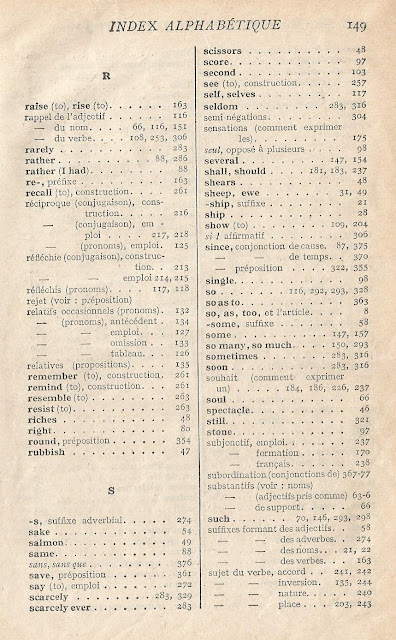 INDEX ALPHABÉTIQUE 149
R
raise (to), rise (to). . . . . . 163
rappel de l'adjectif . . . . . 116
— du nom. . . . 66, 116, 151
— du verbe. . . 108, 253, 306
rarely . . . . . . . . . . . . 283
rather . . . . . . . . . . 88, 286
rather (I had). . . . . . . . . 88
re-, préfixe . . . . . . . . . 163
recall (to), construction. . . . 261
réciproque (conjugaison), cons-
truction. . . . . . 216
— (conjugaison), em-
ploi . . . . 217, 218
— (pronoms), emploi. 125
réfléchie (conjugaison), construc-
tion. . . 213
— — emploi 214, 215
réfléchis (pronoms). . . . 117, 118
rejet (voir : préposition)
relatifs occasionnels (pronoms). 132
— (pronoms), antécédent . 134
— — emploi. . . . 127
— — omission . . . 133
— — tableau. . . . 126
relatives (propositions). . . . . 135
remember (to), construction. . 261
remind (to), construction. . . . 261
resemble (to) . . . . . . . . . 263
resist (to). . . . . . . . . . . 263
riches . . . . . . . . . . . . 48
right. . . . . . . . . . . . . 80
round, préposition . . . . . . 354
rubbish . . . . . . . . . . . 47
S
-s, suffixe adverbial. . . . . . 274
sake . . . . . . . . . . . . . 54
salmon. . . . . . . . . . . . 49
same. . . . . . . . . . . . . 88
sans, sans que . . . . . . . . 376
save, préposition . . . . . . . 361
say (to), emploi . . . . . . . . 272
scarcely . . . . . . . . . 283, 329
scarcely ever . . . . . . . . . 283
scissors . . . . . . . . . . . 48
score. . . . . . . . . . . . . 97
second . . . . . . . . . . . . 103
see (to), construction. . . . . . 257
self, selves . . . . . . . . . . 117
seldom . . . . . . . . . . 283, 316
semi-négations. . . . . . . . . 304
sensations (comment exprimer
les). . . . . . . . . . . . 175
seul, opposé à plusieurs . . . . 98
several . . . . . . . . . . 147, 154
shall, should . . . . . 181, 183, 237
shears . . . . . . . . . . . . 48
sheep, ewe . . . . . . . . . 31, 49
-ship, suffixe . . . . . . . . . 21
ship . . . . . . . . . . . . . 28
show (to) . . . . . . . . . 109, 204
si ! affirmatif . . . . . . . . . 306
since, conjonction de cause. 87, 375
— — de temps. . . 370
— préposition . . . . . 322, 355
single. . . . . . . . . . . . . 98
so . . . . . . . . 116, 292, 293, 328
so as to. . . . . . . . . . . . 363
so, as, too, et l'article. . . . . . 8
-some, suffixe . . . . . . . . . 58
some . . . . . . . . . . . 147, 157
so many, so much. . . . . 150, 293
sometimes . . . . . . . . 283, 316
soon . . . . . . . . . . . 283, 316
souhait (comment exprimer
un) . . . . . . 184, 186, 226, 237
soul . . . . . . . . . . . . . 66
spectacle. . . . . . . . . . . 46
still. . . . . . . . . . . . . . 321
stone. . . . . . . . . . . . . 97
subjonctif, emploi. . . . . . . . 237
— formation . . . . . . 170
— français. . . . . . . 238
subordination (conjonctions de) 367-77
substantifs (voir : noms)
— (adjectifs pris comme) 63-6
— de support. . . . . . 66
such . . . . . . . 70, 146, 293, 298
suffixes formant des adjectifs. . . 58
— — des adverbes. . . 274
— — des noms. . . 21, 22
— — des verbes. . . . 163
sujet du verbe, accord . . 241, 242
— — inversion. 135, 244
— — nature. . . . . 240
— — place . . . 203, 243